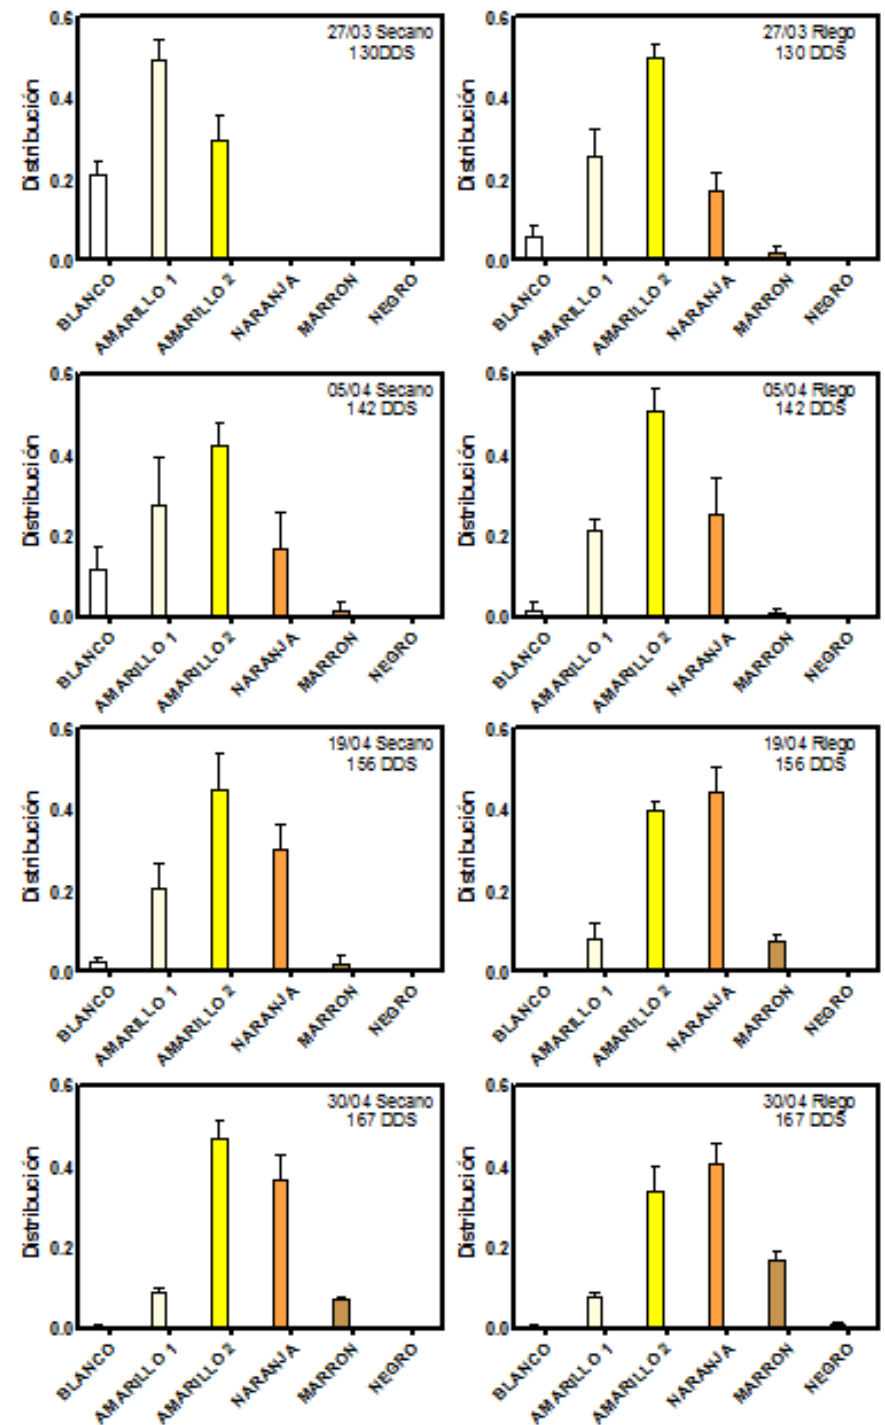 27/03 Secano
130DDS
Distribución
0.6
0.4
0.2
0.0
BLANCO
AMARILLO 1
AMARILLO 2
NARANJA
MARRON
NEGRO
27/03 Riego
130 DDS
Distribución
0.6
0.4
0.2
0.0
BLANCO
AMARILLO 1
AMARILLO 2
NARANJA
MARRON
NEGRO
05/04 Secano
142 DDS
Distribución
0.6
0.4
0.2
0.0
BLANCO
AMARILLO 1
AMARILLO 2
NARANJA
MARRON
NEGRO
05/04 Riego
142 DDS
Distribución
0.6
0.4
0.2
0.0
BLANCO
AMARILLO 1
AMARILLO 2
NARANJA
MARRON
NEGRO
19/04 Secano
156 DDS
Distribución
0.6
0.4
0.2
0.0
BLANCO
AMARILLO 1
AMARILLO 2
NARANJA
MARRON
NEGRO
19/04 Riego
156 DDS
Distribución
0.6
0.4
0.2
0.0
BLANCO
AMARILLO 1
AMARILLO 2
NARANJA
MARRON
NEGRO
30/04 Secano
167 DDS
Distribución
0.6
0.4
0.2
0.0
BLANCO
AMARILLO 1
AMARILLO 2
NARANJA
MARRON
NEGRO
30/04 Riego
167 DDS
Distribución
0.6
0.4
0.2
0.0
BLANCO
AMARILLO 1
AMARILLO 2
NARANJA
MARRON
NEGRO